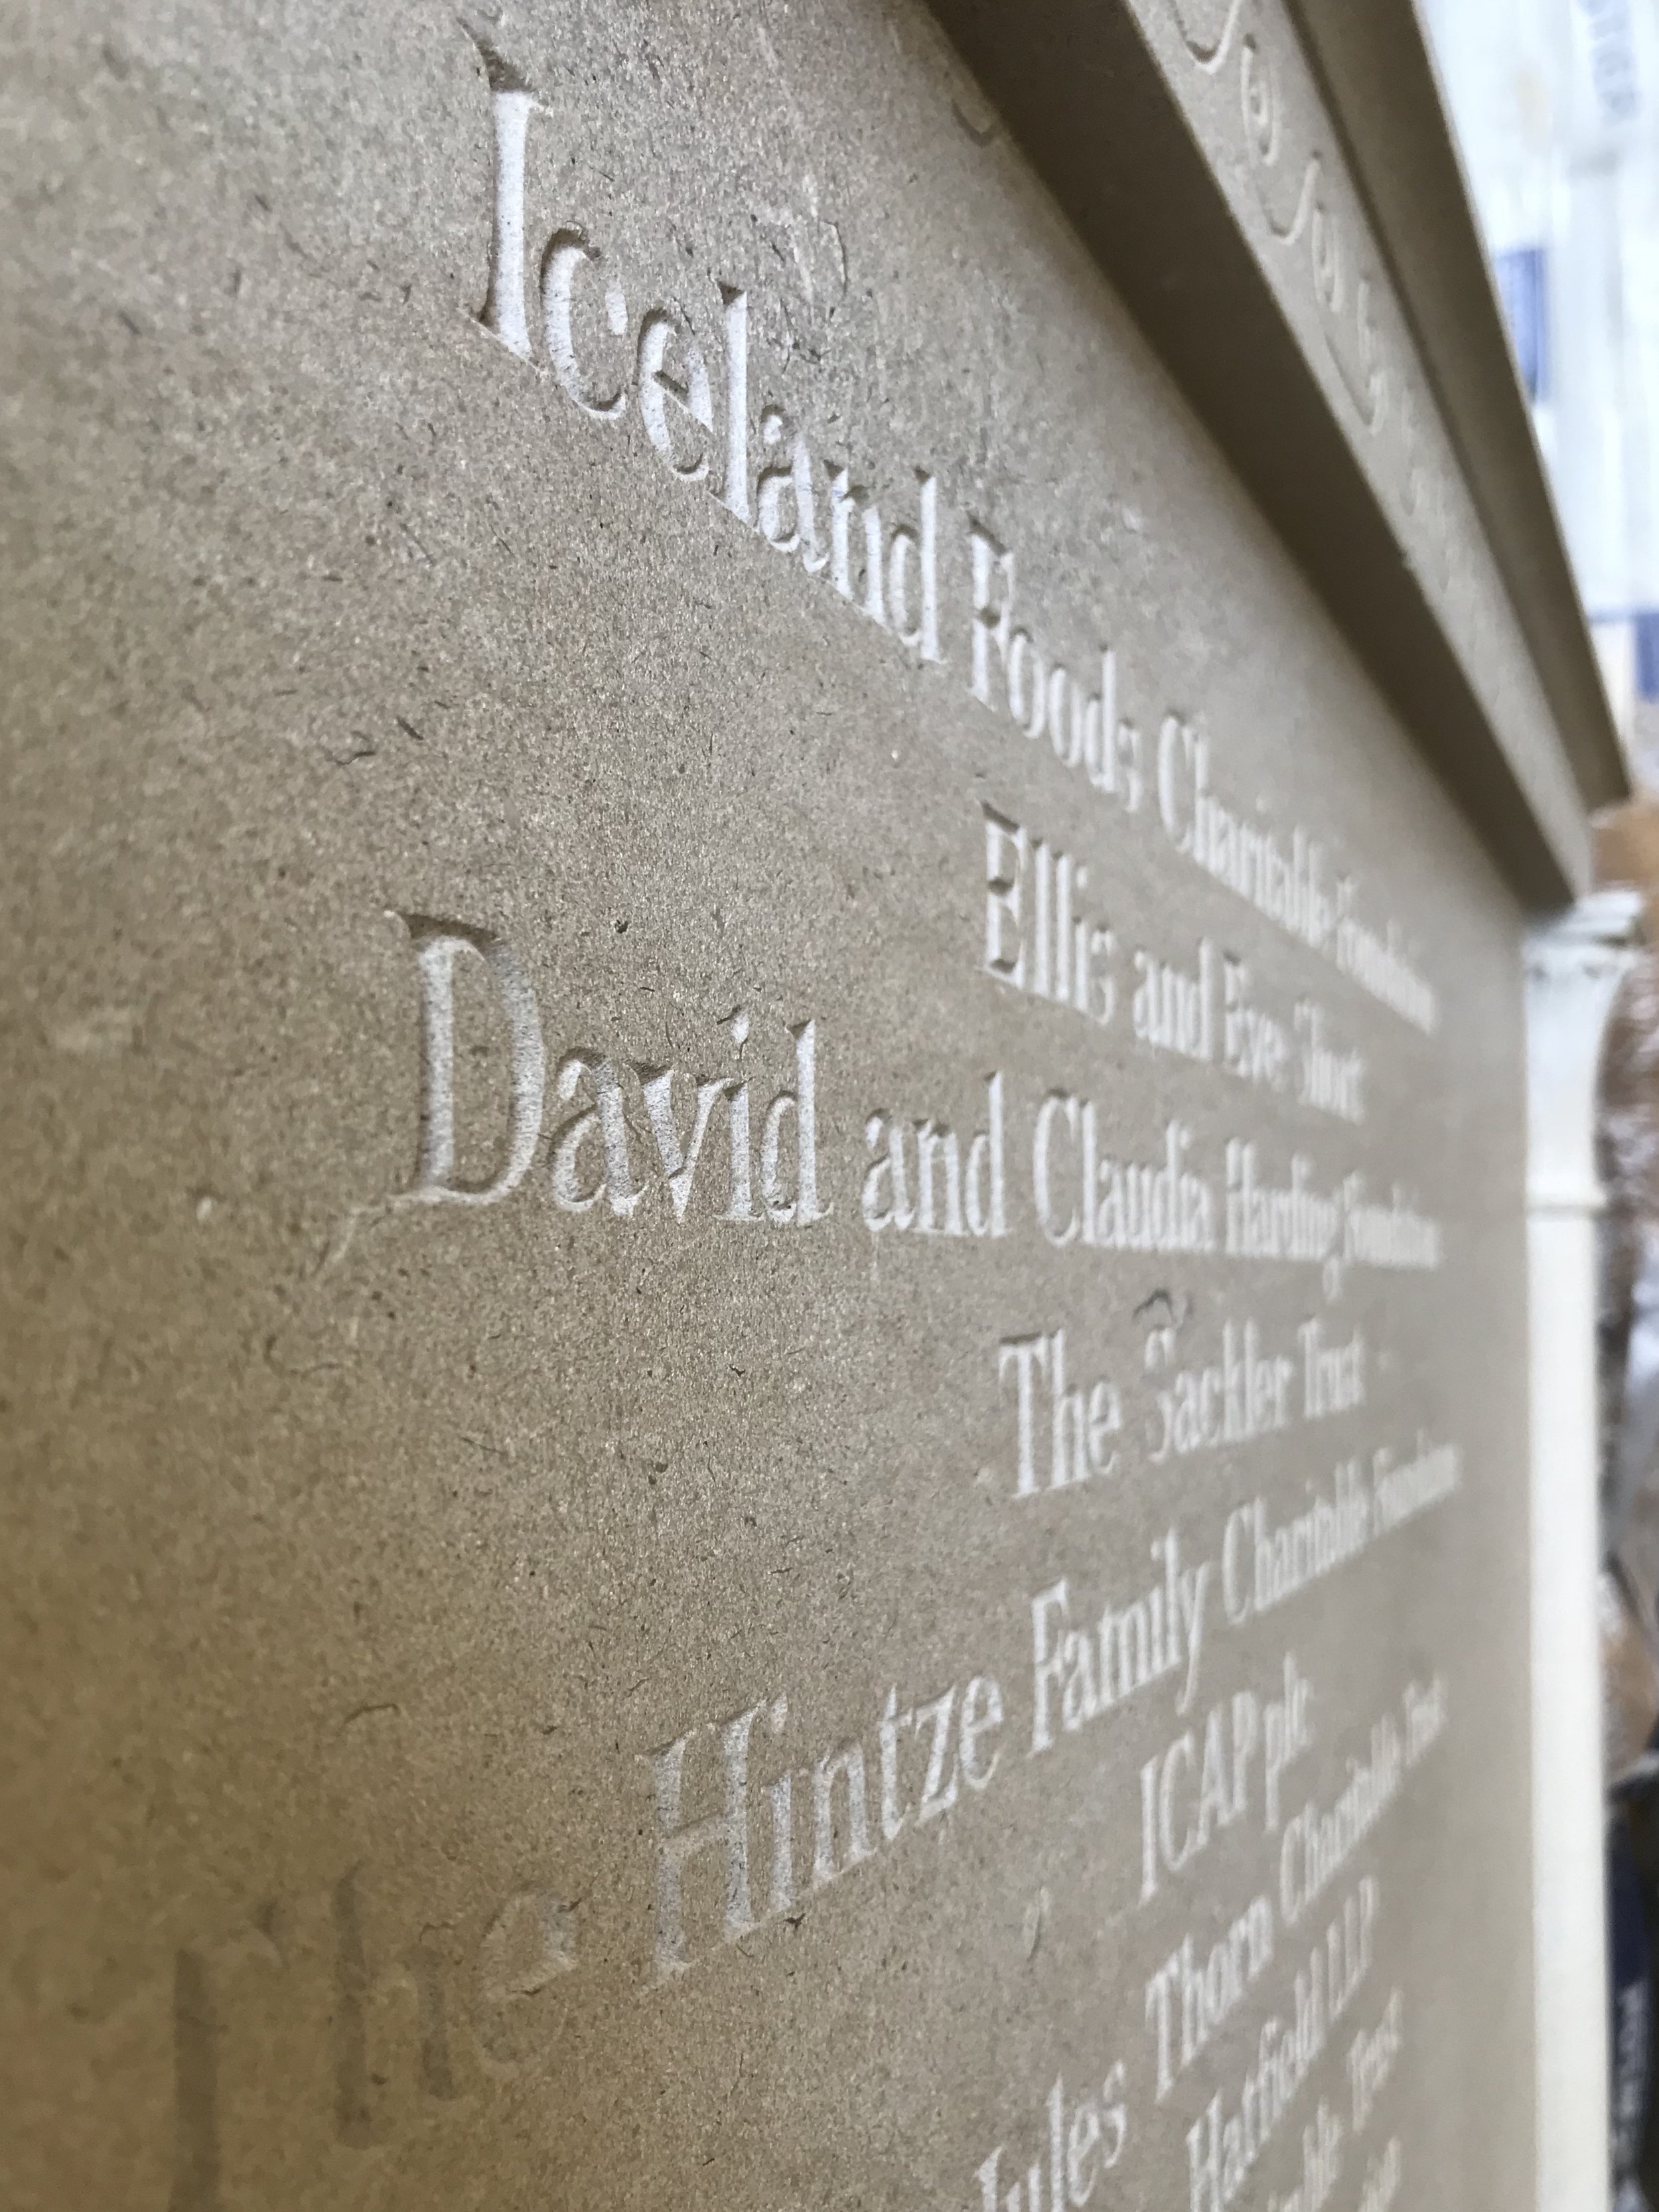 Iceland Foods Charitable Foundation
Ellis and Eve Short
David and Claudia Harding Foundation
The Sackler Trust
The Hintze Family Charitable Foundation
ICAP plc
Jules Thorn Charitable Trust
Hatfield LLP
Trust